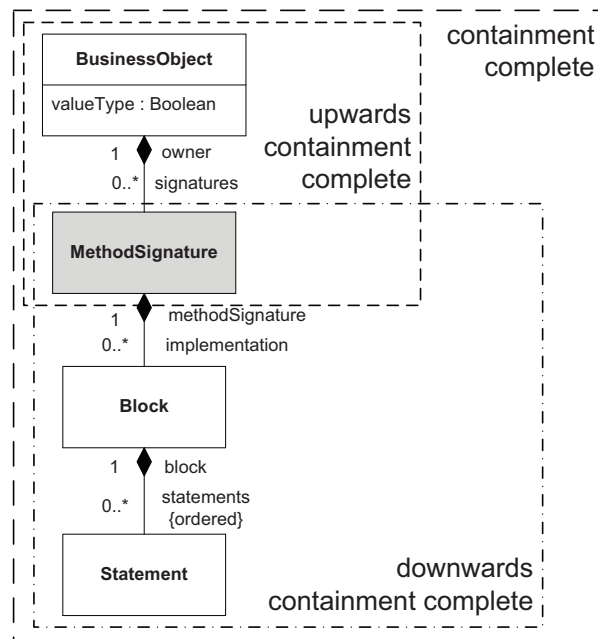 containment
complete
BusinessObject
valueType : Boolean
upwards
containment
complete
1 owner
0..* signatures
MethodSignature
1 methodSignature
0..* implementation
Block
1 block
0..* statements
{ordered}
Statement
downwards
containment complete